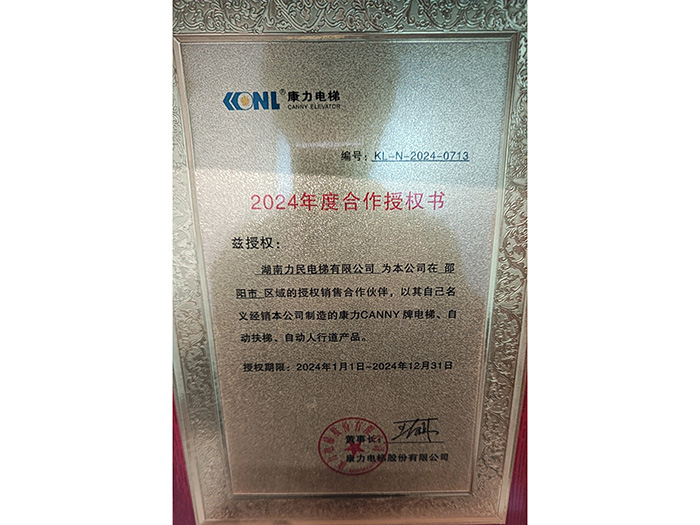 KONL® 康力电梯
CANNY ELEVATOR
编号：KL-N-2024-0713
2024年度合作授权书
兹授权：
湖南力民电梯有限公司 为本公司在 邵
阳市 区域的授权销售合作伙伴，以其自己名
义经销本公司制造的康力CANNY 牌电梯、自
动扶梯、自动人行道产品。
授权期限：2024年1月1日-2024年12月31日
董事长：
康力电梯股份有限公司